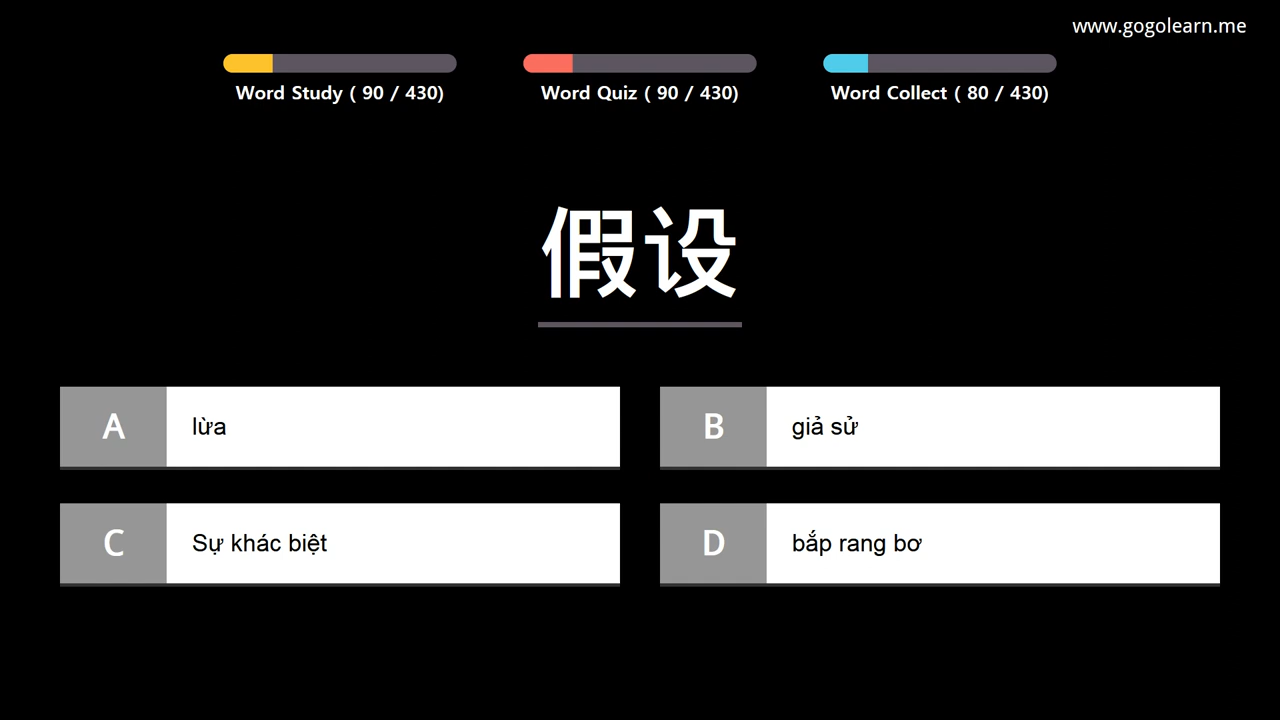 www.gogolearn.me
Word Study ( 90 / 430)
Word Quiz ( 90 / 430)
Word Collect ( 80 / 430)
假设
A lừa
B giả sử
C Sự khác biệt
D bắp rang bơ